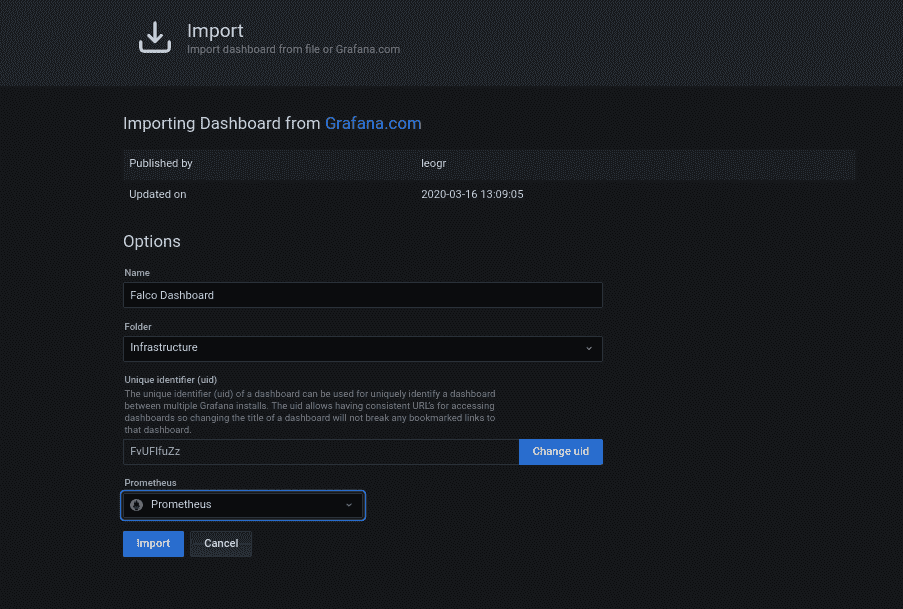 Import
Import dashboard from file or Grafana.com
Importing Dashboard from Grafana.com
Published by leogr
Updated on 2020-03-16 13:09:05
Options
Name
Falco Dashboard
Folder
Infrastructure
Unique identifier (uid)
The unique identifier (uid) of a dashboard can be used for uniquely identify a dashboard
between multiple Grafana installs. The uid allows having consistent URL's for accessing
dashboards so changing the title of a dashboard will not break any bookmarked links to
that dashboard.
FvUFIfuZz Change uid
Prometheus
Prometheus
Import Cancel